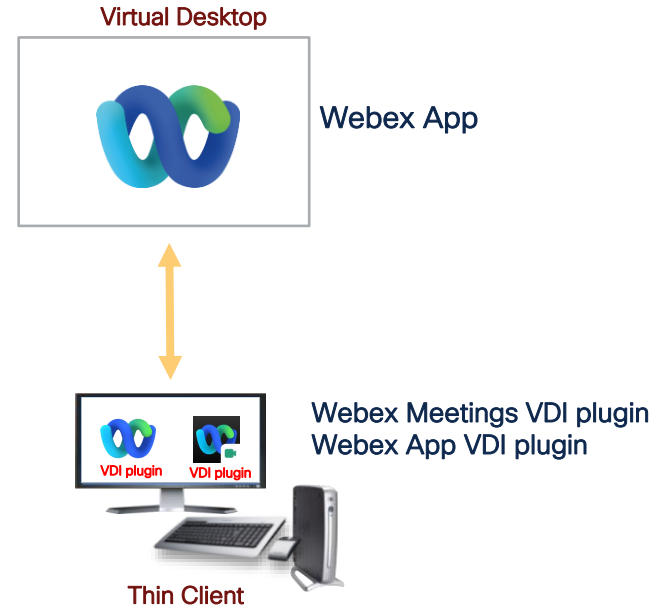 Virtual Desktop
Webex App
Webex Meetings VDI plugin
Webex App VDI plugin
VDI plugin
VDI plugin
Thin Client